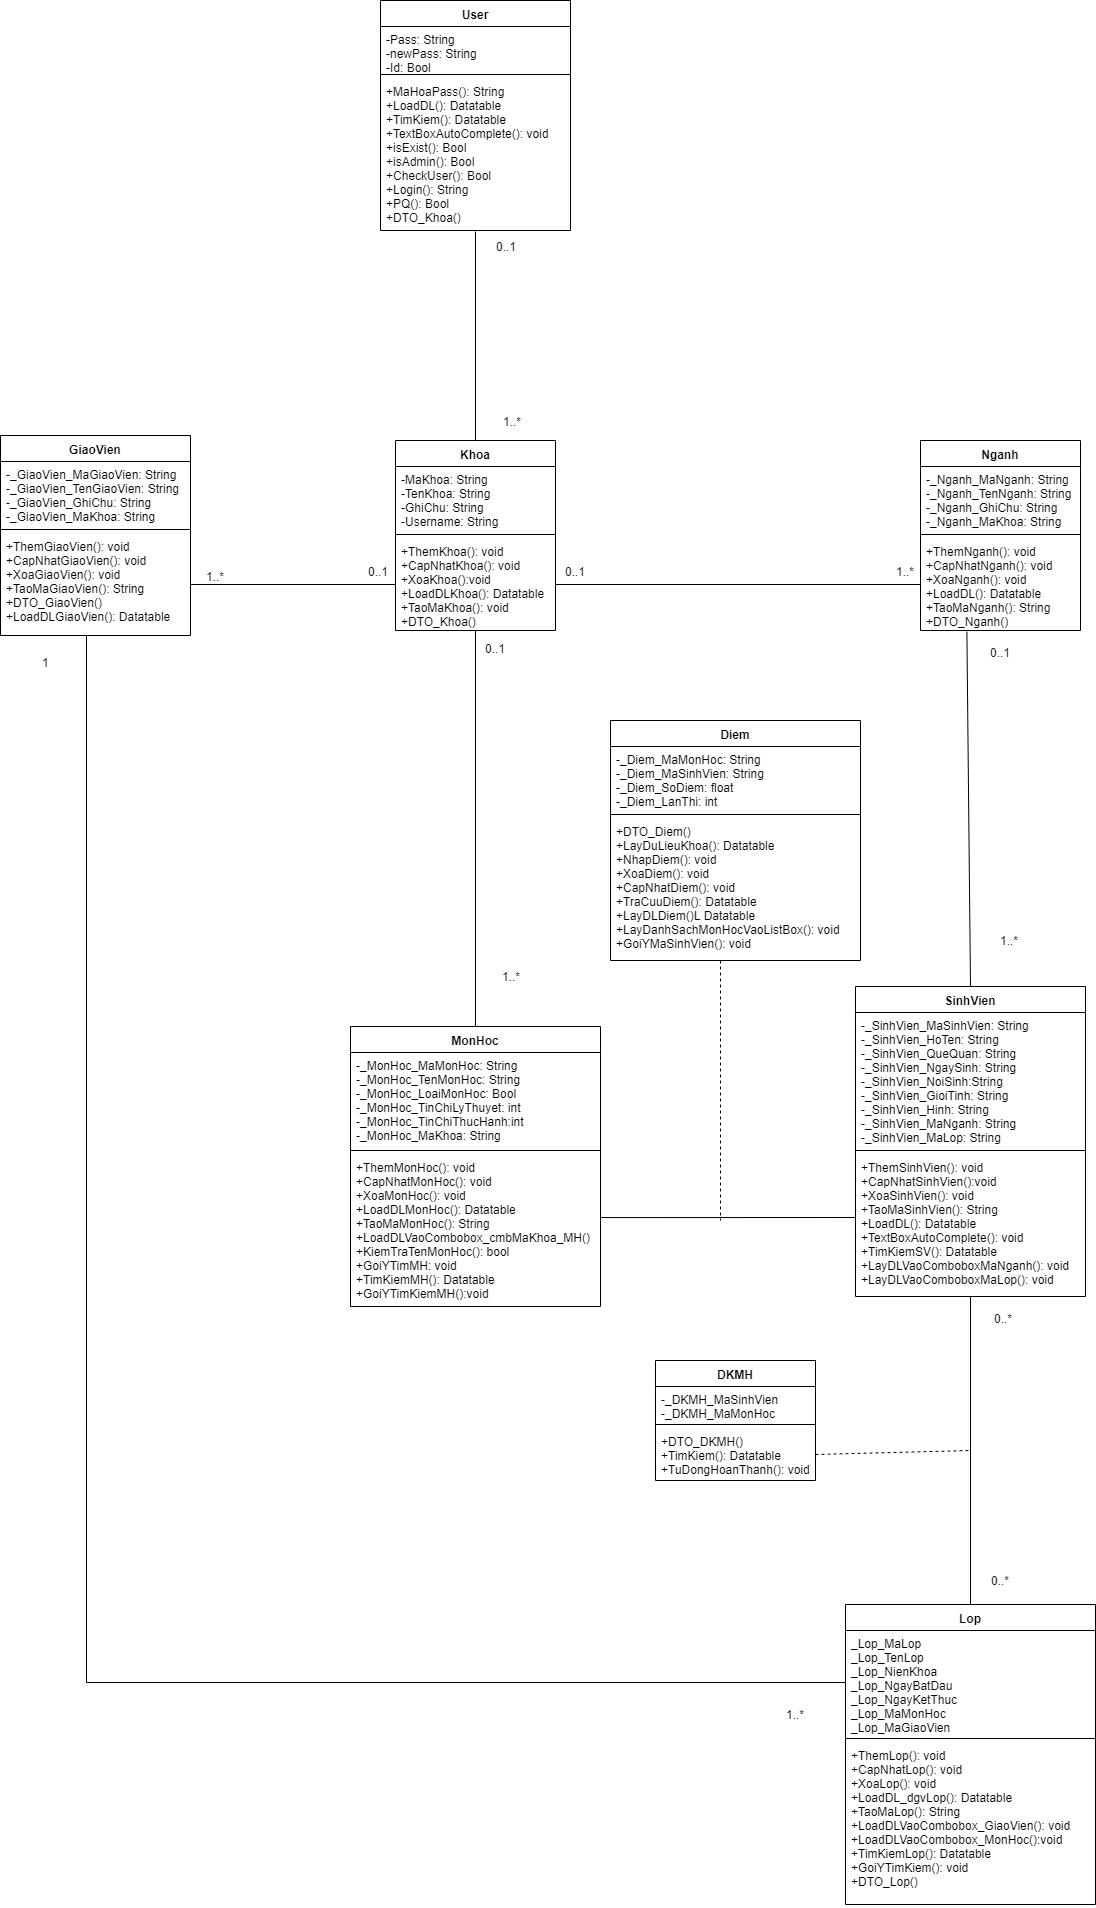 User
-Pass: String
-newPass: String
-Id: Bool
+MaHoaPass(): String
+LoadDL(): Datatable
+TimKiem(): Datatable
+TextBoxAutoComplete(): void
+isExist(): Bool
+isAdmin(): Bool
+CheckUser(): Bool
+Login(): String
+PQ(): Bool
+DTO_Khoa()
0..1
1..*
GiaoVien
-_GiaoVien_MaGiaoVien: String
-_GiaoVien_TenGiaoVien: String
-_GiaoVien_GhiChu: String
-_GiaoVien_MaKhoa: String
+ThemGiaoVien(): void
+CapNhatGiaoVien(): void
+XoaGiaoVien(): void
+TaoMaGiaoVien(): String
+DTO_GiaoVien()
+LoadDLGiaoVien(): Datatable
1..*
0..1
1
Khoa
-MaKhoa: String
-TenKhoa: String
-GhiChu: String
-Username: String
+ThemKhoa(): void
+CapNhatKhoa(): void
+XoaKhoa():void
+LoadDLKhoa(): Datatable
+TaoMaKhoa(): void
+DTO_Khoa()
0..1
1..*
0..1
Nganh
-_Nganh_MaNganh: String
-_Nganh_TenNganh: String
-_Nganh_GhiChu: String
-_Nganh_MaKhoa: String
+ThemNganh(): void
+CapNhatNganh(): void
+XoaNganh(): void
+LoadDL(): Datatable
+TaoMaNganh(): String
+DTO_Nganh()
0..1
Diem
-_Diem_MaMonHoc: String
-_Diem_MaSinhVien: String
-_Diem_SoDiem: float
-_Diem_LanThi: int
+DTO_Diem()
+LayDuLieuKhoa(): Datatable
+NhapDiem(): void
+XoaDiem(): void
+CapNhatDiem(): void
+TraCuuDiem(): Datatable
+LayDLDiem()L Datatable
+LayDanhSachMonHocVaoListBox(): void
+GoiYMaSinhVien(): void
1..*
1..*
MonHoc
-_MonHoc_MaMonHoc: String
-_MonHoc_TenMonHoc: String
-_MonHoc_LoaiMonHoc: Bool
-_MonHoc_TinChiLyThuyet: int
-_MonHoc_TinChiThucHanh:int
-_MonHoc_MaKhoa: String
+ThemMonHoc(): void
+CapNhatMonHoc(): void
+XoaMonHoc(): void
+LoadDLMonHoc(): Datatable
+TaoMaMonHoc(): String
+LoadDLVaoCombobox_cmbMaKhoa_MH()
+KiemTraTenMonHoc(): bool
+GoiYTimMH: void
+TimKiemMH(): Datatable
+GoiYTimKiemMH():void
SinhVien
-_SinhVien_MaSinhVien: String
-_SinhVien_HoTen: String
-_SinhVien_QueQuan: String
-_SinhVien_NgaySinh: String
-_SinhVien_NoiSinh:String
-_SinhVien_GioiTinh: String
-_SinhVien_Hinh: String
-_SinhVien_MaNganh: String
-_SinhVien_MaLop: String
+ThemSinhVien(): void
+CapNhatSinhVien():void
+XoaSinhVien(): void
+TaoMaSinhVien(): String
+LoadDL(): Datatable
+TextBoxAutoComplete(): void
+TimKiemSV(): Datatable
+LayDLVaoComboboxMaNganh(): void
+LayDLVaoComboboxMaLop(): void
0..*
DKMH
-_DKMH_MaSinhVien
-_DKMH_MaMonHoc
+DTO_DKMH()
+TimKiem(): Datatable
+TuDongHoanThanh(): void
0..*
1..*
Lop
_Lop_MaLop
_Lop_TenLop
_Lop_NienKhoa
_Lop_NgayBatDau
_Lop_NgayKetThuc
_Lop_MaMonHoc
_Lop_MaGiaoVien
+ThemLop(): void
+CapNhatLop(): void
+XoaLop(): void
+LoadDL_dgvLop(): Datatable
+TaoMaLop(): String
+LoadDLVaoCombobox_GiaoVien(): void
+LoadDLVaoCombobox_MonHoc():void
+TimKiemLop(): Datatable
+GoiYTimKiem(): void
+DTO_Lop()